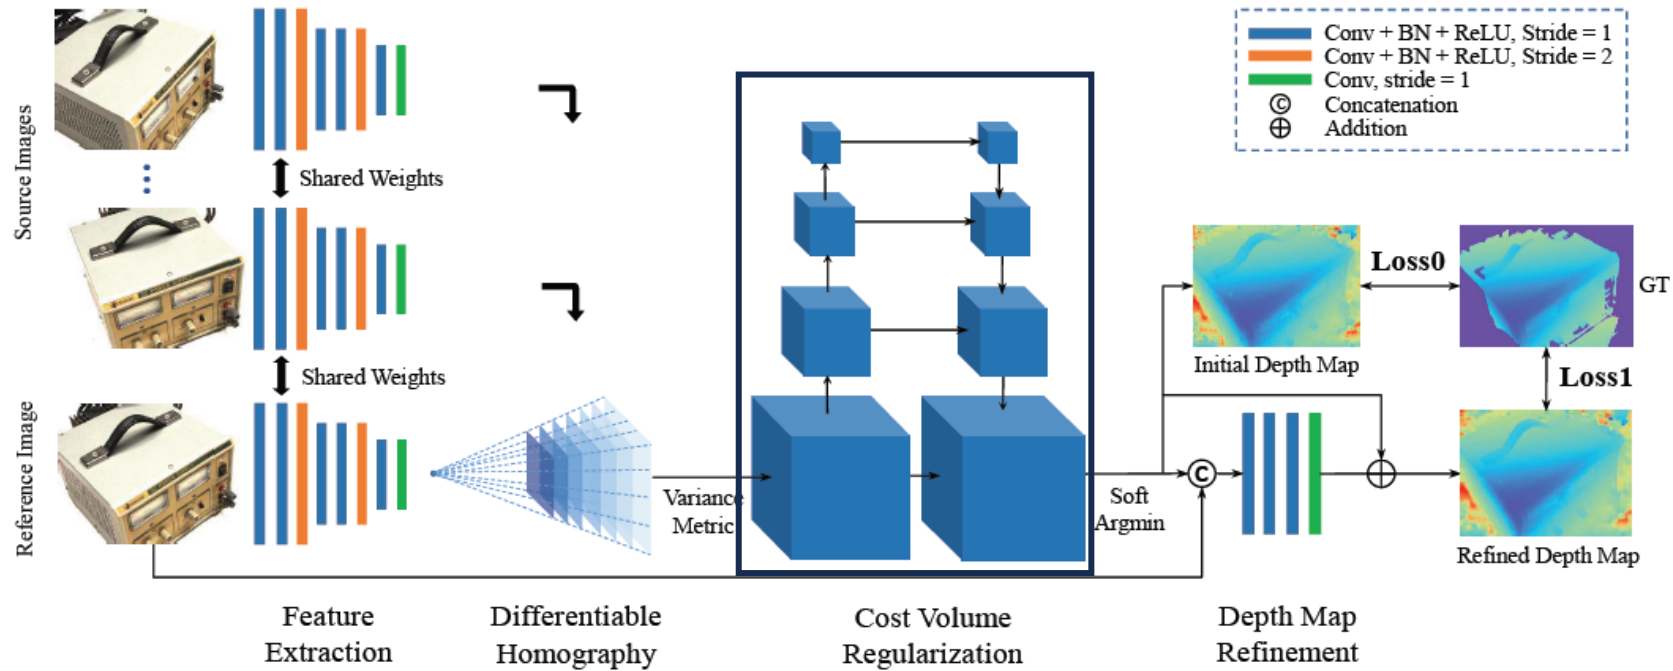 Conv + BN + ReLU, Stride = 1
Conv + BN + ReLU, Stride = 2
Conv, stride = 1
C
Concatenation
Addition
Source Images
Shared Weights
Shared Weights
Reference Image
Variance
Metric
Soft
Argmin
C
Loss0
GT
Initial Depth Map
Loss1
Refined Depth Map
Feature
Extraction
Differentiable
Homography
Cost Volume
Regularization
Depth Map
Refinement